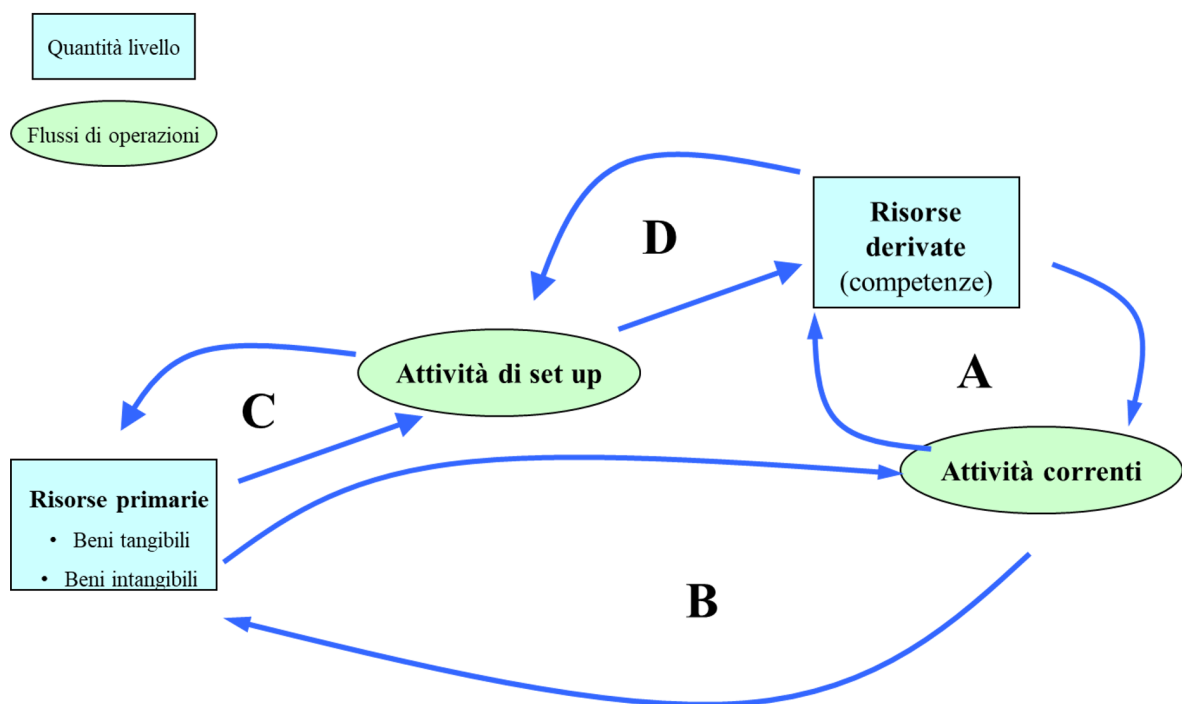 Quantità livello
Flussi di operazioni
D
Risorse
derivate
(competenze)
Attività di set up
A
C
Risorse primarie
• Beni tangibili
• Beni intangibili
Attività correnti
B